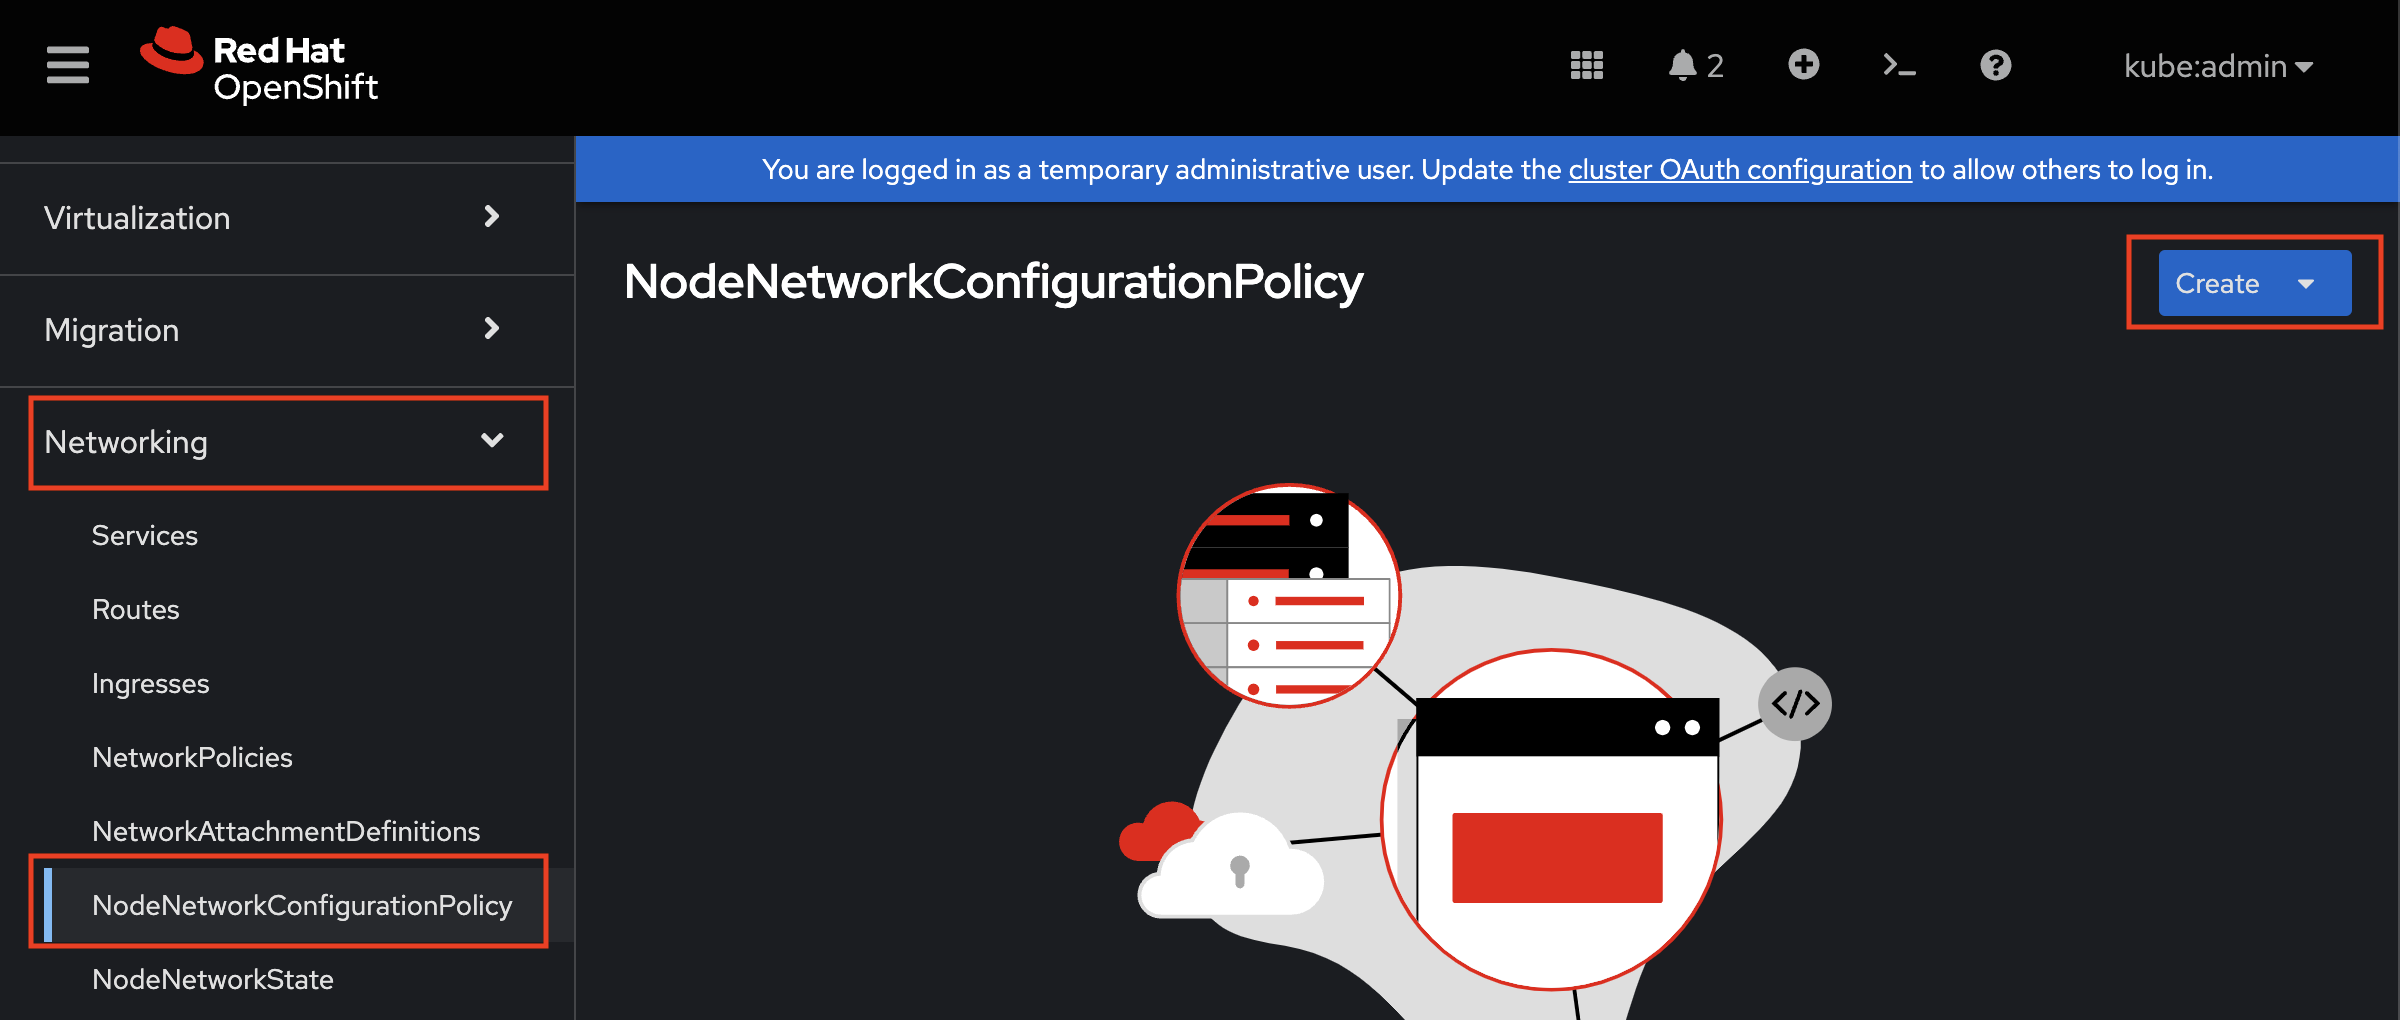 Red Hat
OpenShift
2
kube:admin
You are logged in as a temporary administrative user. Update the cluster OAuth configuration to allow others to log in.
Virtualization
Migration
Networking
Services
Routes
Ingresses
NetworkPolicies
NetworkAttachmentDefinitions
NodeNetworkConfigurationPolicy
NodeNetworkState
NodeNetworkConfigurationPolicy
Create